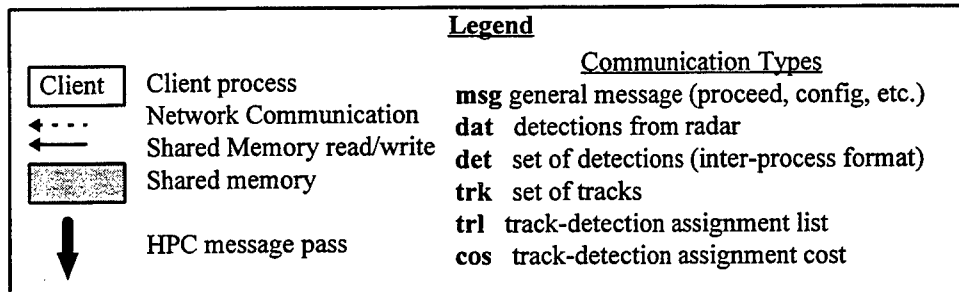 Legend
Client Client process
Network Communication
Shared Memory read/write
Shared memory
HPC message pass
Communication Types
msg general message (proceed, config, etc.)
dat detections from radar
det set of detections (inter-process format)
trk set of tracks
trl track-detection assignment list
cos track-detection assignment cost